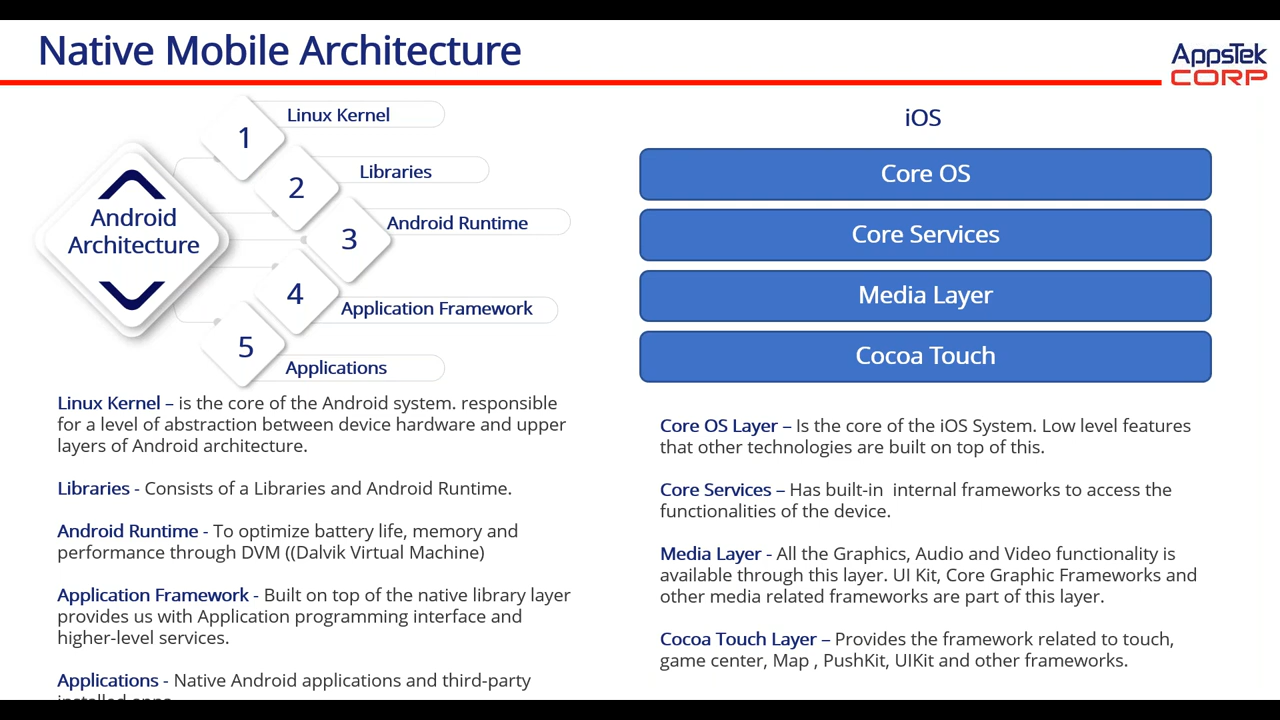 Native Mobile Architecture
AppsTek
CORP
Android
Architecture
1
Linux Kernel
2
Libraries
3
Android Runtime
4
Application Framework
5
Applications
Linux Kernel – is the core of the Android system. responsible
for a level of abstraction between device hardware and upper
layers of Android architecture.
Libraries - Consists of a Libraries and Android Runtime.
Android Runtime - To optimize battery life, memory and
performance through DVM ((Dalvik Virtual Machine)
Application Framework - Built on top of the native library layer
provides us with Application programming interface and
higher-level services.
Applications - Native Android applications and third-party
installed apps
iOS
Core OS
Core Services
Media Layer
Cocoa Touch
Core OS Layer – Is the core of the iOS System. Low level features
that other technologies are built on top of this.
Core Services – Has built-in  internal frameworks to access the
functionalities of the device.
Media Layer - All the Graphics, Audio and Video functionality is
available through this layer. UI Kit, Core Graphic Frameworks and
other media related frameworks are part of this layer.
Cocoa Touch Layer – Provides the framework related to touch,
game center, Map , PushKit, UIKit and other frameworks.